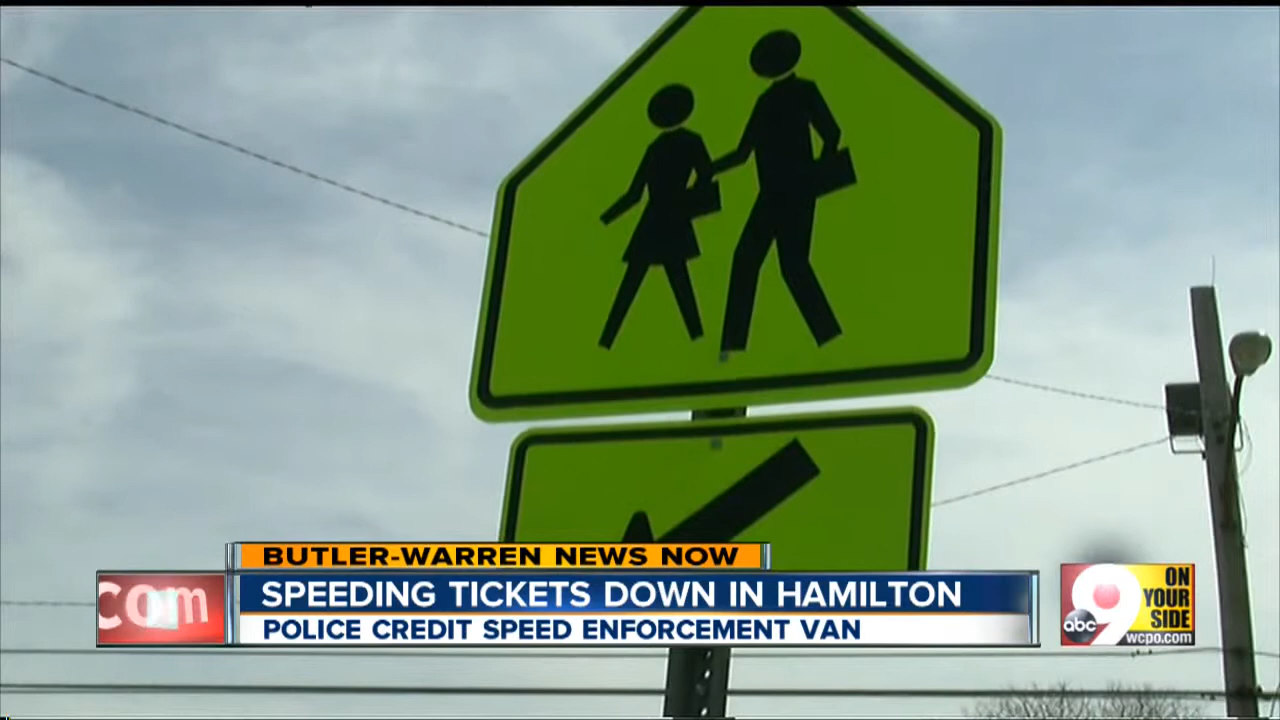 BUTLER-WARREN NEWS NOW
SPEEDING TICKETS DOWN IN HAMILTON
POLICE CREDIT SPEED ENFORCEMENT VAN
com
9
abc
ON
YOUR
SIDE
wcpo.com